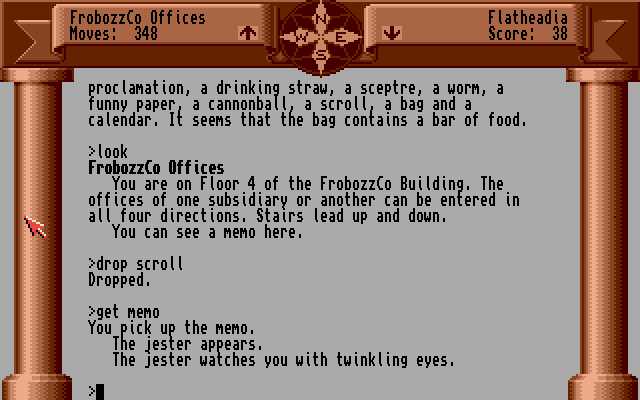 FrobozzCo Offices
Moves: 348
N
W E
S
Flatheadia
Score: 38
proclamation, a drinking straw, a sceptre, a worm, a
funny paper, a cannonball, a scroll, a bag and a
calendar. It seems that the bag contains a bar of food.
>look
FrobozzCo Offices
You are on Floor 4 of the FrobozzCo Building. The
offices of one subsidiary or another can be entered in
all four directions. Stairs lead up and down.
You can see a memo here.
>drop scroll
Dropped.
>get memo
You pick up the memo.
The jester appears.
The jester watches you with twinkling eyes.
>